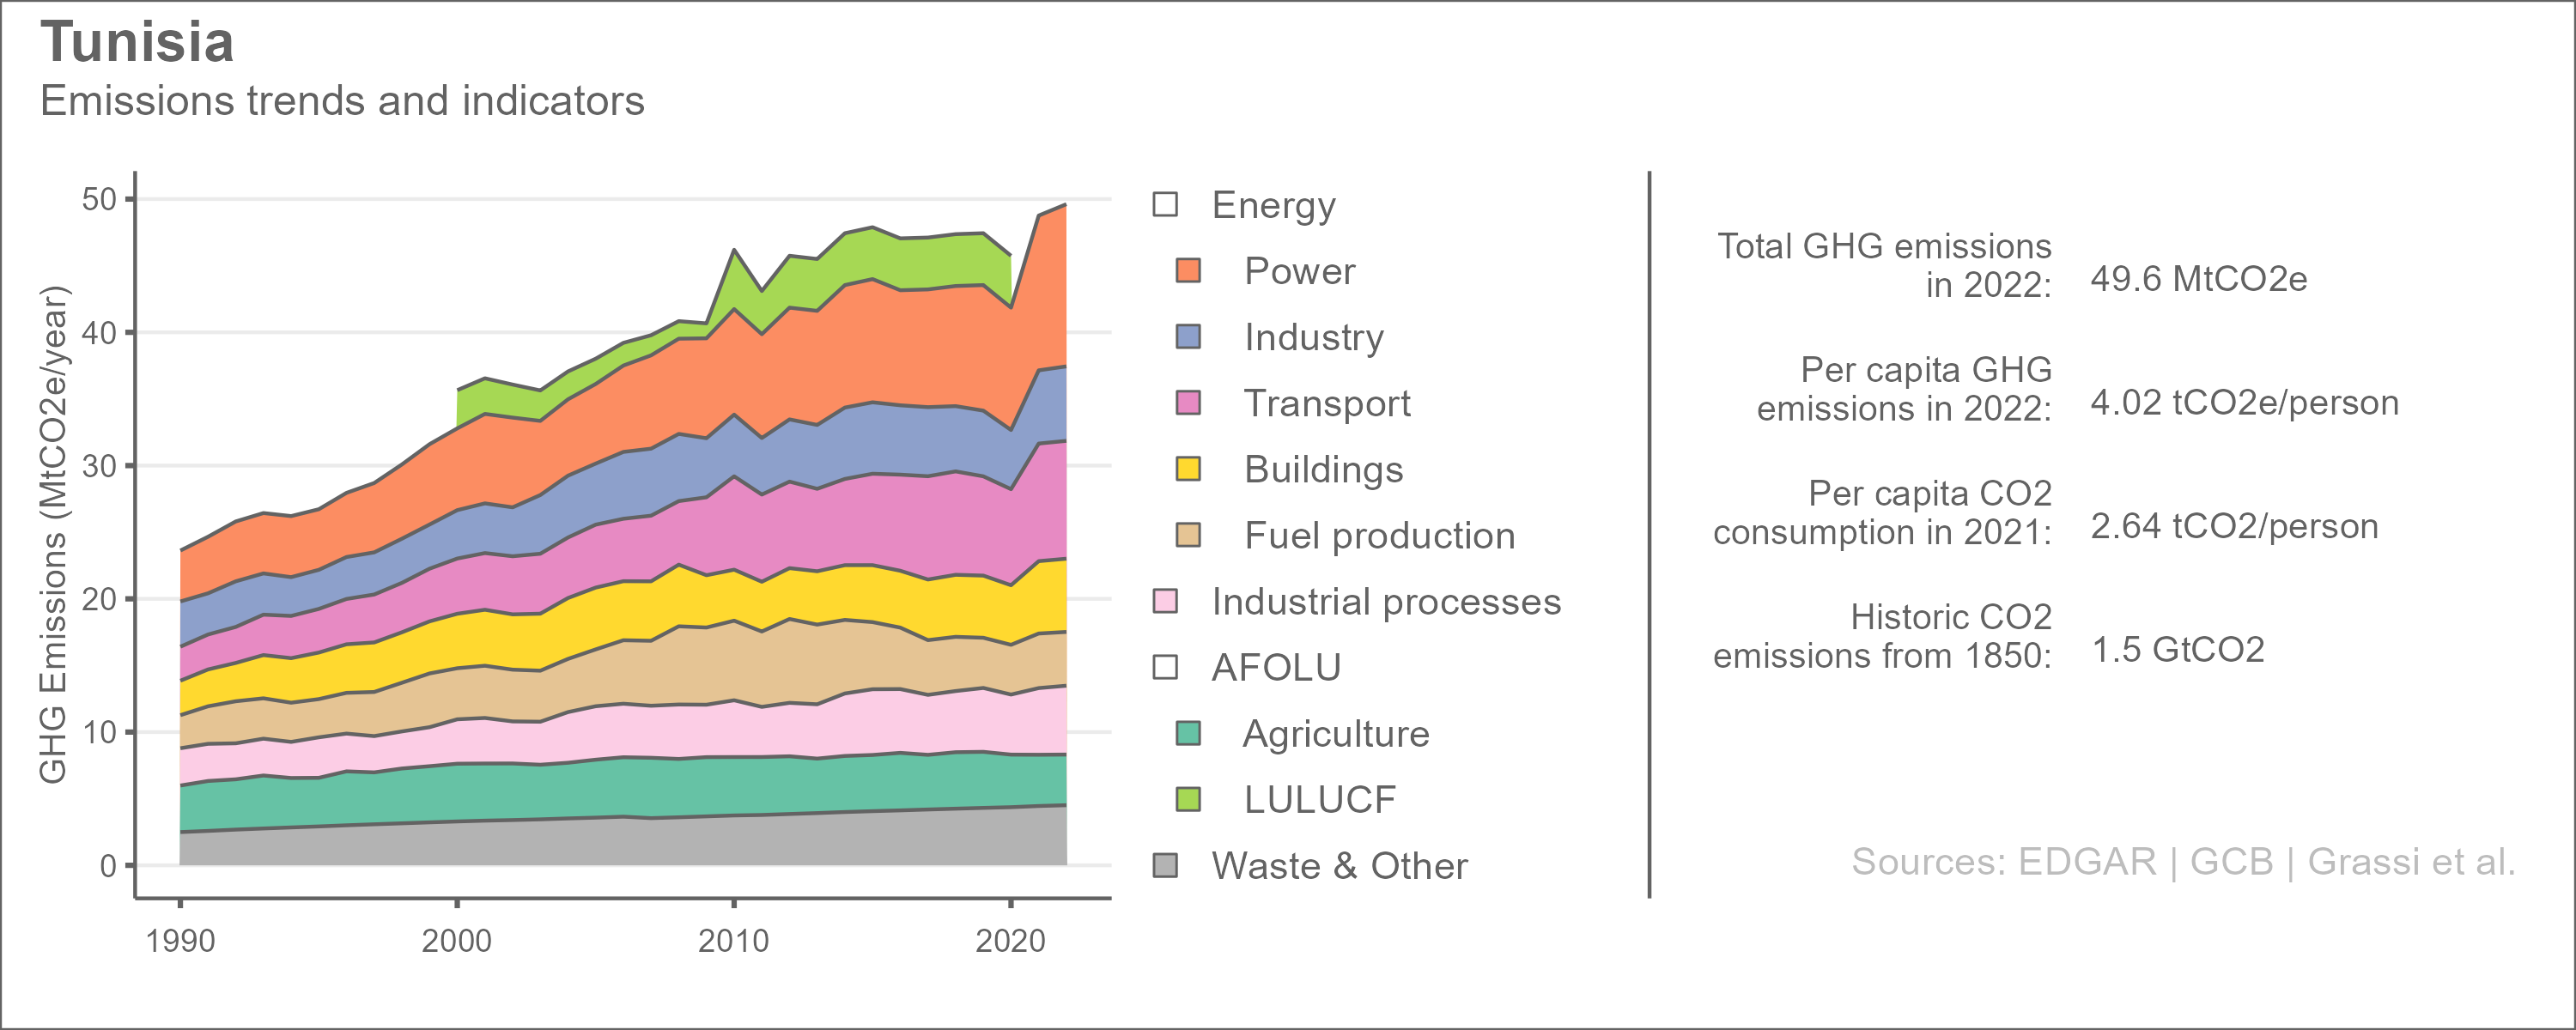 Tunisia
Emissions trends and indicators
GHG Emissions (MtCO2e/year)
50
40
30
20
10
0
1990
2000
2010
2020
Energy
Power
Industry
Transport
Buildings
Fuel production
Industrial processes
AFOLU
Agriculture
LULUCF
Waste & Other
Total GHG emissions
in 2022:
49.6 MtCO2e
Per capita GHG
emissions in 2022:
4.02 tCO2e/person
Per capita CO2
consumption in 2021:
2.64 tCO2/person
Historic CO2
emissions from 1850:
1.5 GtCO2
Sources: EDGAR | GCB | Grassi et al.